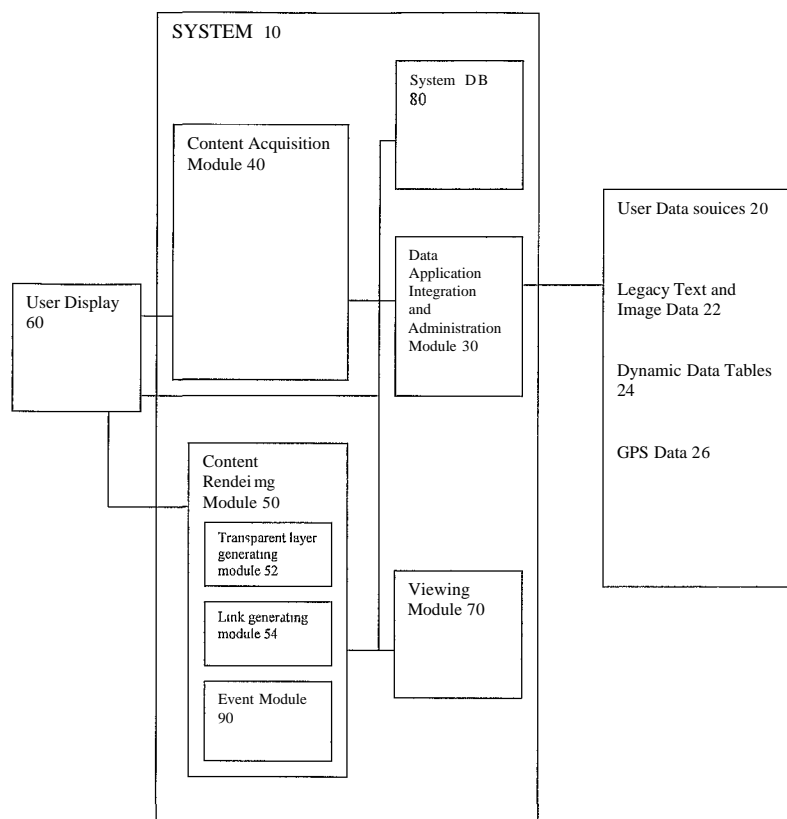 SYSTEM 10
System DB
80
Content Acquisition
Module 40
User Data souices 20
Data
Application
Integration
and
Administration
Module 30
User Display
60
Legacy Text and
Image Data 22
Dynamic Data Tables
24
GPS Data 26
Content
Rendei mg
Module 50
Transparent layer
generating
module 52
Link generating
module 54
Event Module
90
Viewing
Module 70